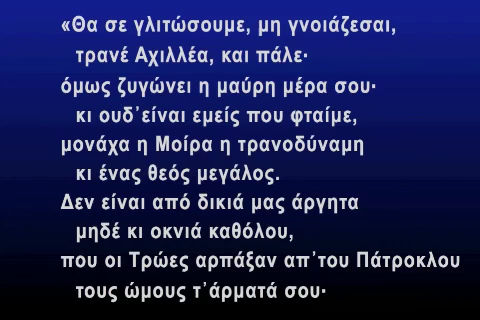 «Θα σε γλιτώσουμε, μη γνοιάζεσαι,
τρανέ Αχιλλέα, και πάλε·
όμως ζυγώνει η μαύρη μέρα σου·
κι ουδ᾽είναι εμείς που φταίμε,
μονάχα η Μοίρα η τρανοδύναμη
κι ένας θεός μεγάλος.
Δεν είναι από δικιά μας άργητα
μηδέ κι οκνιά καθόλου,
που οι Τρώες αρπάξαν απ᾽του Πάτροκλου
τους ώμους τ᾽άρματά σου·